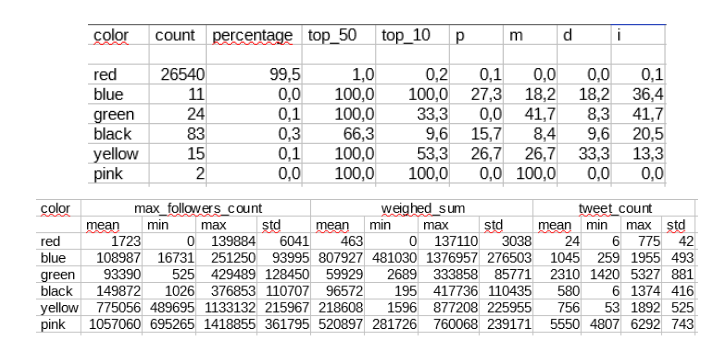 color count percentage top_50 top_10 p m d i
red 26540 99,5 1,0 0,2 0,1 0,0 0,0 0,1
blue 11 0,0 100,0 100,0 27,3 18,2 18,2 36,4
green 24 0,1 100,0 33,3 0,0 41,7 8,3 41,7
black 83 0,3 66,3 9,6 15,7 8,4 9,6 20,5
yellow 15 0,1 100,0 53,3 26,7 26,7 33,3 13,3
pink 2 0,0 100,0 100,0 0,0 100,0 0,0 0,0
color max_followers_count weighed_sum tweet_count
mean min max std mean min max std mean min max std
red 1723 0 139884 6041 463 0 137110 3038 24 6 775 42
blue 108987 16731 251250 93995 807927 481030 1376957 276503 1045 259 1955 493
green 93390 525 429489 128450 59929 2689 333858 85771 2310 1420 5327 881
black 149872 1026 376853 110707 96572 195 417736 110435 580 6 1374 416
yellow 775056 489695 1133132 215967 218608 1596 877208 225955 756 53 1892 525
pink 1057060 695265 1418855 361795 520897 281726 760068 239171 5550 4807 6292 743